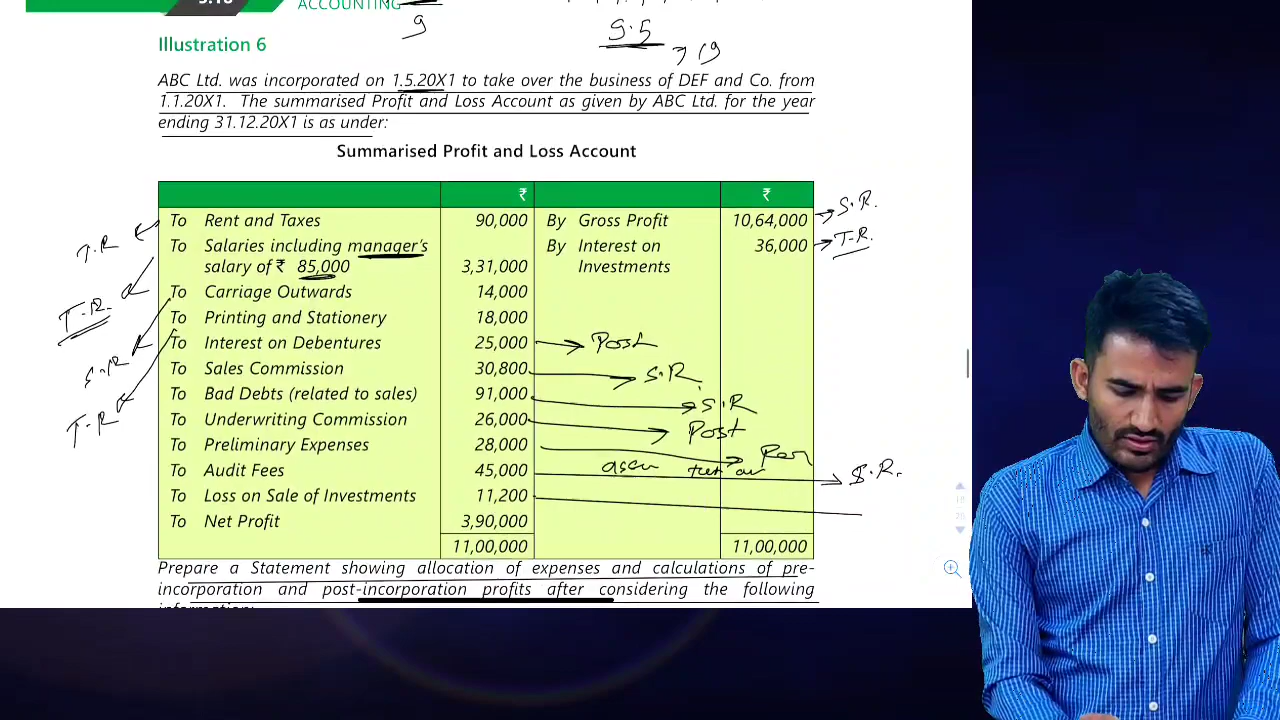 5.16
ACCOUNTING
9
9.5
→ 19
Illustration 6
ABC Ltd. was incorporated on 1.5.20X1 to take over the business of DEF and Co. from
1.1.20X1. The summarised Profit and Loss Account as given by ABC Ltd. for the year
ending 31.12.20X1 is as under:
Summarised Profit and Loss Account
₹ ₹
T.R To Rent and Taxes 90,000 By Gross Profit 10,64,000 → S.R.
T.R. To Salaries including manager's By Interest on 36,000 → T.R.
salary of ₹ 85,000 3,31,000 Investments
S.R To Carriage Outwards 14,000
T.R To Printing and Stationery 18,000
To Interest on Debentures 25,000 → Post
To Sales Commission 30,800 → S.R.
To Bad Debts (related to sales) 91,000 → S.R
To Underwriting Commission 26,000 → Post
To Preliminary Expenses 28,000
To Audit Fees 45,000 → S.R.
To Loss on Sale of Investments 11,200
To Net Profit 3,90,000
11,00,000 11,00,000
Prepare a Statement showing allocation of expenses and calculations of pre-
incorporation and post-incorporation profits after considering the following
information: